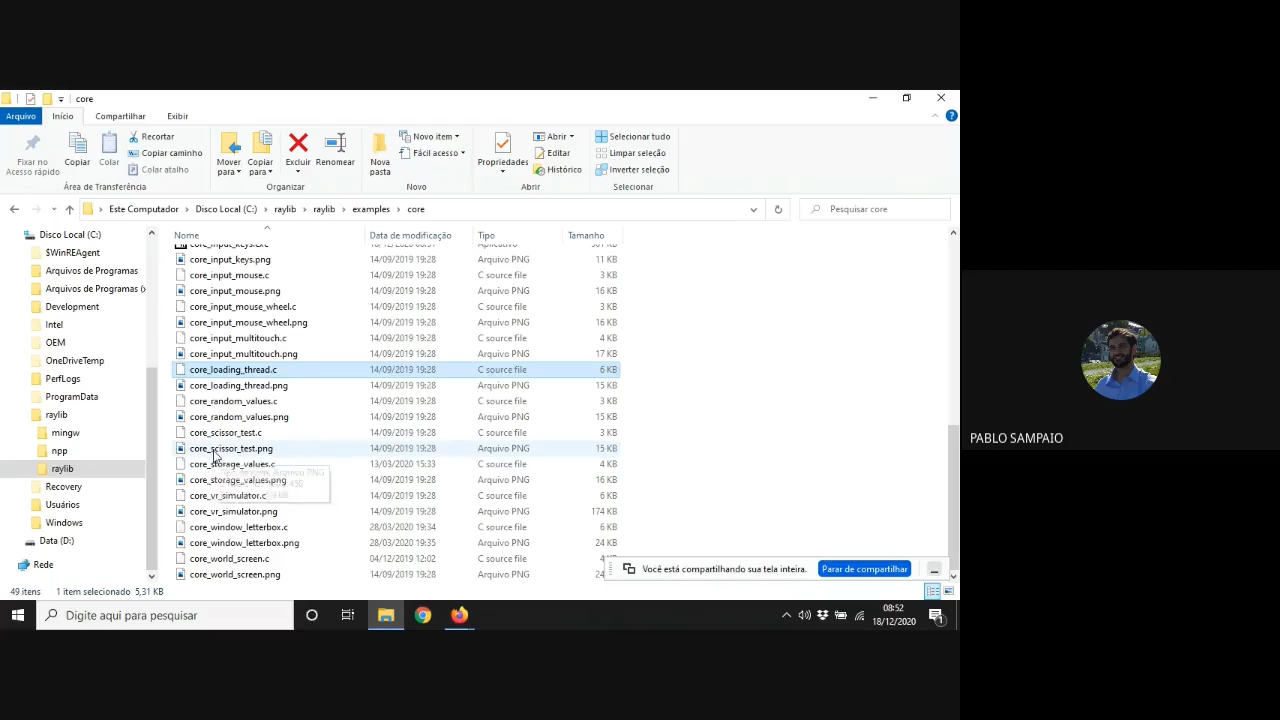 core
Arquivo Início Compartilhar Exibir
Fixar no Acesso rápido
Copiar
Colar
Recortar
Copiar caminho
Colar atalho
Mover para
Copiar para
Excluir
Renomear
Nova pasta
Novo item
Fácil acesso
Propriedades
Abrir
Editar
Histórico
Selecionar tudo
Limpar seleção
Inverter seleção
Área de Transferência Organizar Novo Abrir Selecionar
Este Computador Disco Local (C:) raylib raylib examples core
Pesquisar core
Disco Local (C:)
$WinREAgent
Arquivos de Programas
Arquivos de Programas (x
Development
Intel
OEM
OneDriveTemp
PerfLogs
ProgramData
raylib
mingw
npp
raylib
Recovery
Usuários
Windows
Data (D:)
Rede
Nome Data de modificação Tipo Tamanho
core_input_keys.png 14/09/2019 19:28 Arquivo PNG 11 KB
core_input_mouse.c 14/09/2019 19:28 C source file 3 KB
core_input_mouse.png 14/09/2019 19:28 Arquivo PNG 16 KB
core_input_mouse_wheel.c 14/09/2019 19:28 C source file 3 KB
core_input_mouse_wheel.png 14/09/2019 19:28 Arquivo PNG 16 KB
core_input_multitouch.c 14/09/2019 19:28 C source file 4 KB
core_input_multitouch.png 14/09/2019 19:28 Arquivo PNG 17 KB
core_loading_thread.c 14/09/2019 19:28 C source file 6 KB
core_loading_thread.png 14/09/2019 19:28 Arquivo PNG 15 KB
core_random_values.c 14/09/2019 19:28 C source file 3 KB
core_random_values.png 14/09/2019 19:28 Arquivo PNG 15 KB
core_scissor_test.c 14/09/2019 19:28 C source file 3 KB
core_scissor_test.png 14/09/2019 19:28 Arquivo PNG 15 KB
core_storage_values.c 13/03/2020 15:33 C source file 4 KB
core_storage_values.png 14/09/2019 19:28 Arquivo PNG 16 KB
core_vr_simulator.c 14/09/2019 19:28 C source file 6 KB
core_vr_simulator.png 14/09/2019 19:28 Arquivo PNG 174 KB
core_window_letterbox.c 28/03/2020 19:34 C source file 6 KB
core_window_letterbox.png 28/03/2020 19:35 Arquivo PNG 24 KB
core_world_screen.c 04/12/2019 12:02 C source file
core_world_screen.png 14/09/2019 19:28 Arquivo PNG
Você está compartilhando sua tela inteira. Parar de compartilhar
49 itens 1 item selecionado 5,31 KB
Digite aqui para pesquisar
08:52
18/12/2020
1
PABLO SAMPAIO